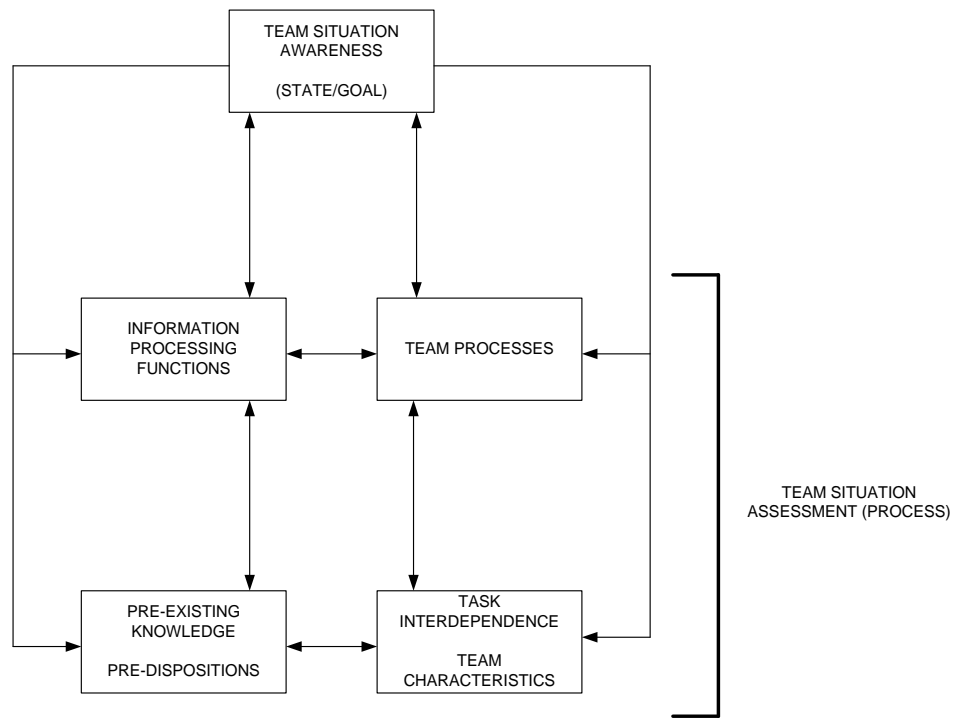 TEAM SITUATION
AWARENESS
(STATE/GOAL)
INFORMATION
PROCESSING
FUNCTIONS
TEAM PROCESSES
TEAM SITUATION
ASSESSMENT (PROCESS)
PRE-EXISTING
KNOWLEDGE
PRE-DISPOSITIONS
TASK
INTERDEPENDENCE
TEAM
CHARACTERISTICS